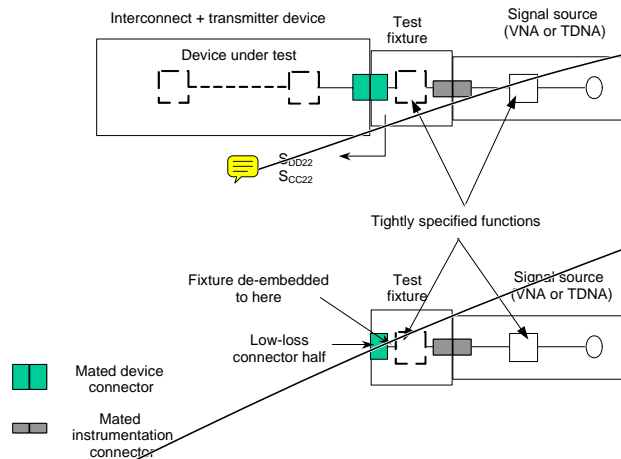 Interconnect + transmitter device
Test
fixture
Signal source
(VNA or TDNA)
Device under test
SDD22
SCC22
Tightly specified functions
Fixture de-embedded
to here
Test
fixture
Signal source
(VNA or TDNA)
Low-loss
connector half
Mated device
connector
Mated
instrumentation
connector